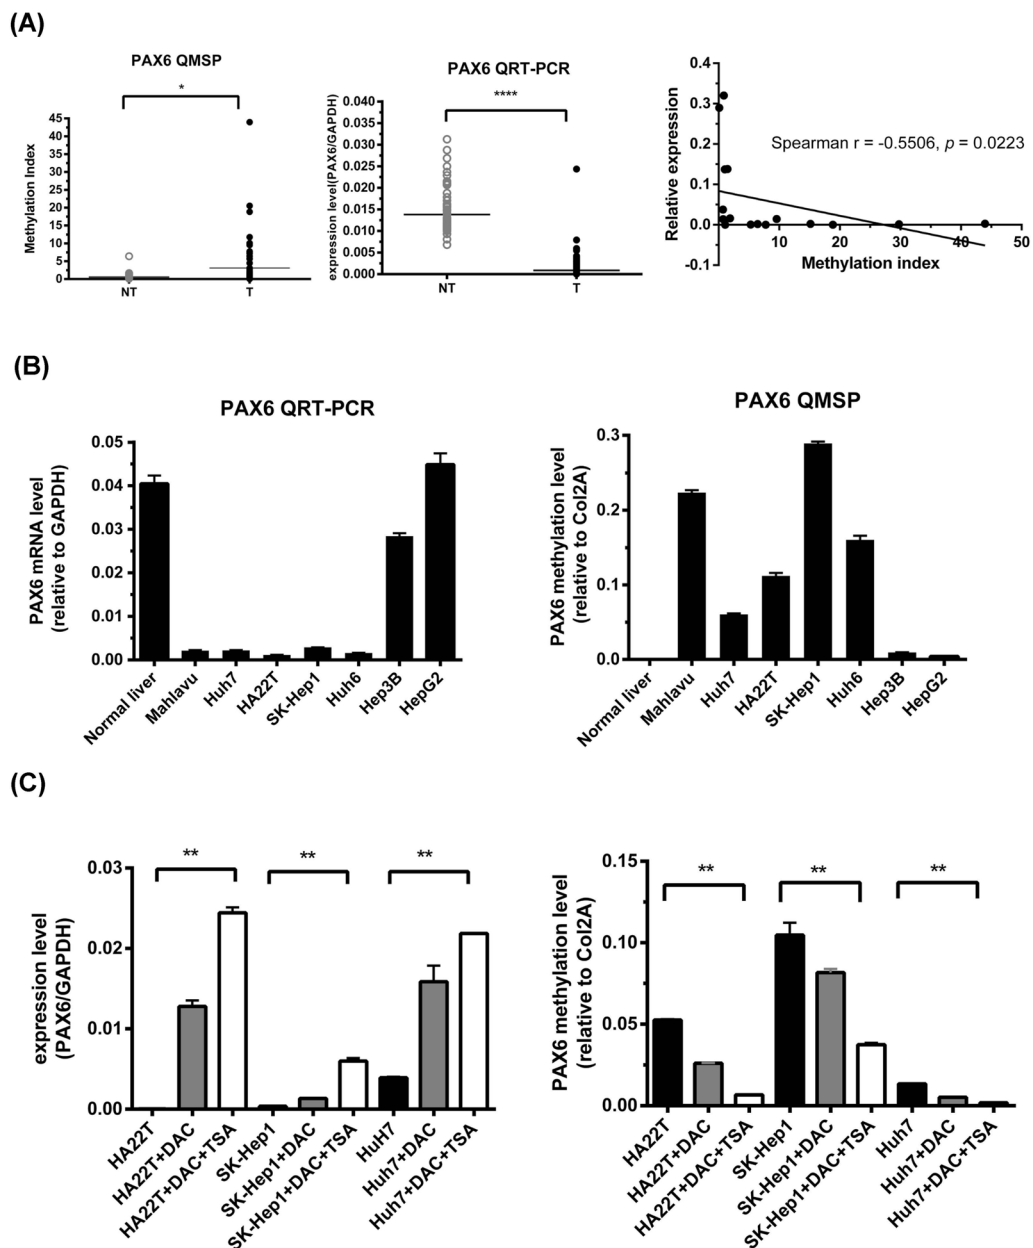 (A)
PAX6 QMSP
*
Methylation Index
45
40
35
30
25
20
15
10
5
0
NT
T
PAX6 QRT-PCR
****
expression level(PAX6/GAPDH)
0.040
0.035
0.030
0.025
0.020
0.015
0.010
0.005
0.000
NT
T
Relative expression
0.4
0.3
0.2
0.1
0.0
-0.1
Spearman r = -0.5506, p = 0.0223
10
20
30
40
50
Methylation index
(B)
PAX6 QRT-PCR
PAX6 mRNA level
(relative to GAPDH)
0.05
0.04
0.03
0.02
0.01
0.00
Normal liver
Mahlavu
Huh7
HA22T
SK-Hep1
Huh6
Hep3B
HepG2
PAX6 QMSP
PAX6 methylation level
(relative to Col2A)
0.3
0.2
0.1
0.0
Normal liver
Mahlavu
Huh7
HA22T
SK-Hep1
Huh6
Hep3B
HepG2
(C)
expression level
(PAX6/GAPDH)
0.03
0.02
0.01
0.00
**
**
**
HA22T
HA22T+DAC
HA22T+DAC+TSA
SK-Hep1
SK-Hep1+DAC
SK-Hep1+DAC+TSA
HuH7
Huh7+DAC
Huh7+DAC+TSA
PAX6 methylation level
(relative to Col2A)
0.15
0.10
0.05
0.00
**
**
**
HA22T
HA22T+DAC
HA22T+DAC+TSA
SK-Hep1
SK-Hep1+DAC
SK-Hep1+DAC+TSA
HuH7
Huh7+DAC
Huh7+DAC+TSA